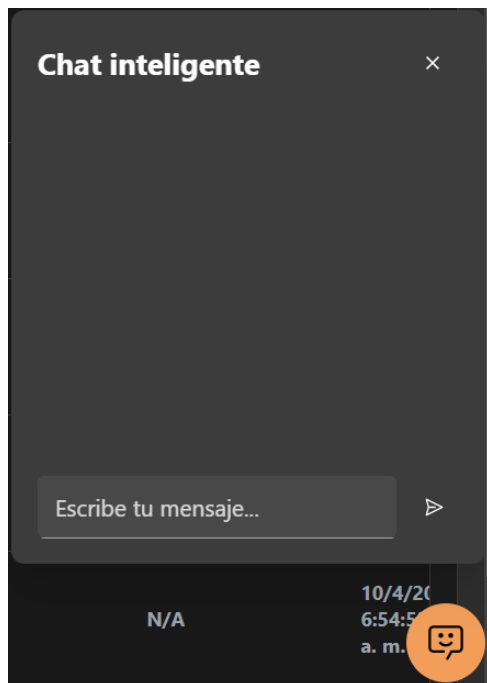 Chat inteligente
Escribe tu mensaje...
10/4/20
N/A 6:54:5
a. m.